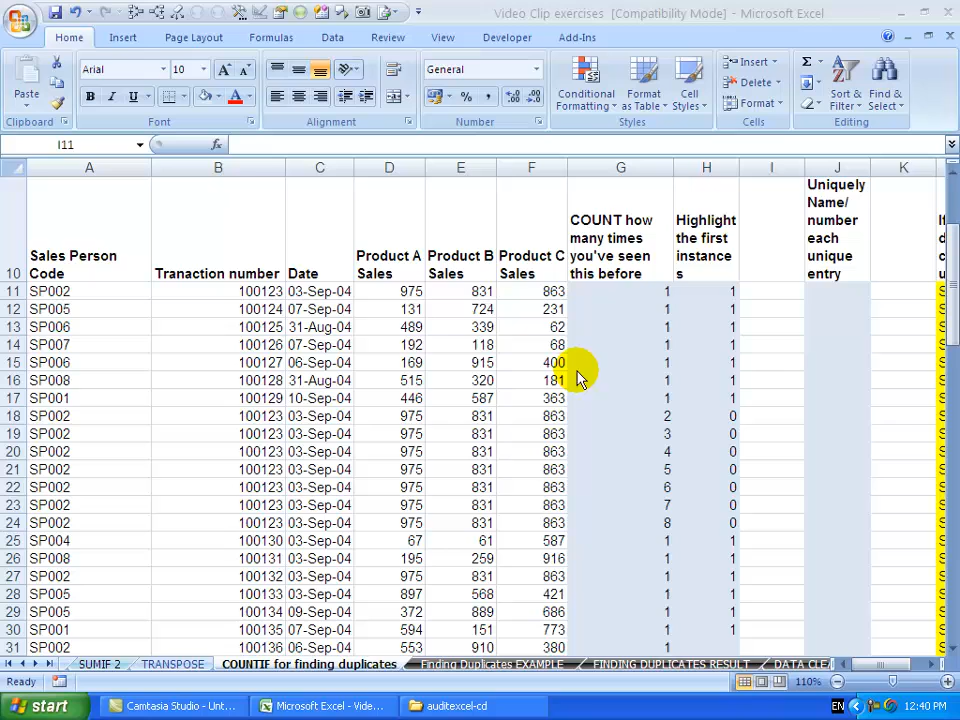 Video Clip exercises [Compatibility Mode] - Microsoft Excel
Home Insert Page Layout Formulas Data Review View Developer Add-Ins
Paste Arial 10 General Conditional Formatting Format as Table Cell Styles Insert Delete Format Sort & Filter Find & Select
Clipboard Font Alignment Number Styles Cells Editing
I11 fx
A B C D E F G H I J K
10 Sales Person Code Tranaction number Date Product A Sales Product B Sales Product C Sales COUNT how many times you've seen this before Highlight the first instance s Uniquely Name/ number each unique entry
11 SP002 100123 03-Sep-04 975 831 863 1 1
12 SP005 100124 07-Sep-04 131 724 231 1 1
13 SP006 100125 31-Aug-04 489 339 62 1 1
14 SP007 100126 07-Sep-04 192 118 68 1 1
15 SP006 100127 06-Sep-04 169 915 400 1 1
16 SP008 100128 31-Aug-04 515 320 181 1 1
17 SP001 100129 10-Sep-04 446 587 363 1 1
18 SP002 100123 03-Sep-04 975 831 863 2 0
19 SP002 100123 03-Sep-04 975 831 863 3 0
20 SP002 100123 03-Sep-04 975 831 863 4 0
21 SP002 100123 03-Sep-04 975 831 863 5 0
22 SP002 100123 03-Sep-04 975 831 863 6 0
23 SP002 100123 03-Sep-04 975 831 863 7 0
24 SP002 100123 03-Sep-04 975 831 863 8 0
25 SP004 100130 03-Sep-04 67 61 587 1 1
26 SP008 100131 03-Sep-04 195 259 916 1 1
27 SP002 100132 03-Sep-04 975 831 863 1 1
28 SP005 100133 03-Sep-04 897 568 421 1 1
29 SP005 100134 09-Sep-04 372 889 686 1 1
30 SP001 100135 07-Sep-04 594 151 773 1 1
31 SP002 100136 06-Sep-04 553 910 380 1
SUMIF 2 TRANSPOSE COUNTIF for finding duplicates Finding Duplicates EXAMPLE FINDING DUPLICATES RESULT DATA CLEA
Ready 110%
start Camtasia Studio - Unt... Microsoft Excel - Vide... auditexcel-cd EN 12:40 PM